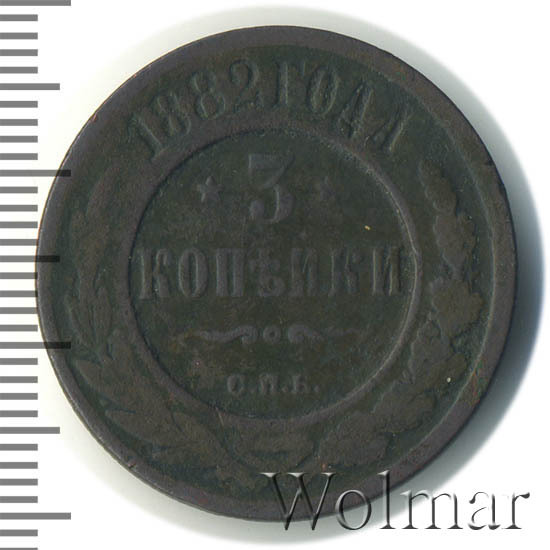 1882 ГОДА
3
КОПѢЙКИ
С.П.Б.
Wolmar